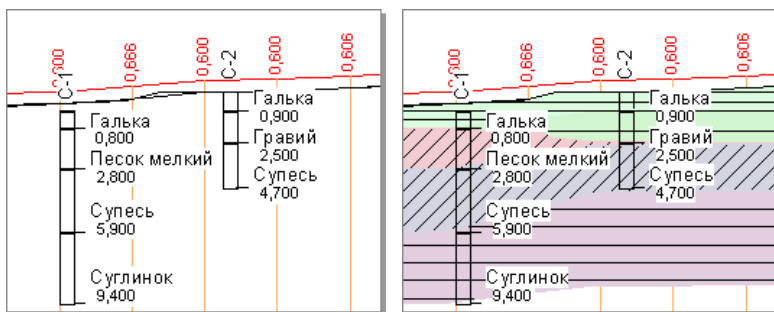 ,600
С-1
0,666
0,600
С-2
0,600
0,606
Галька
0,900
Галька
0,800
Гравий
2,500
Песок мелкий
2,800
Супесь
4,700
Супесь
5,900
Суглинок
9,400
,600
С-1
0,666
0,600
С-2
0,600
0,606
Галька
0,900
Галька
0,800
Гравий
2,500
Песок мелкий
2,800
Супесь
4,700
Супесь
5,900
Суглинок
9,400